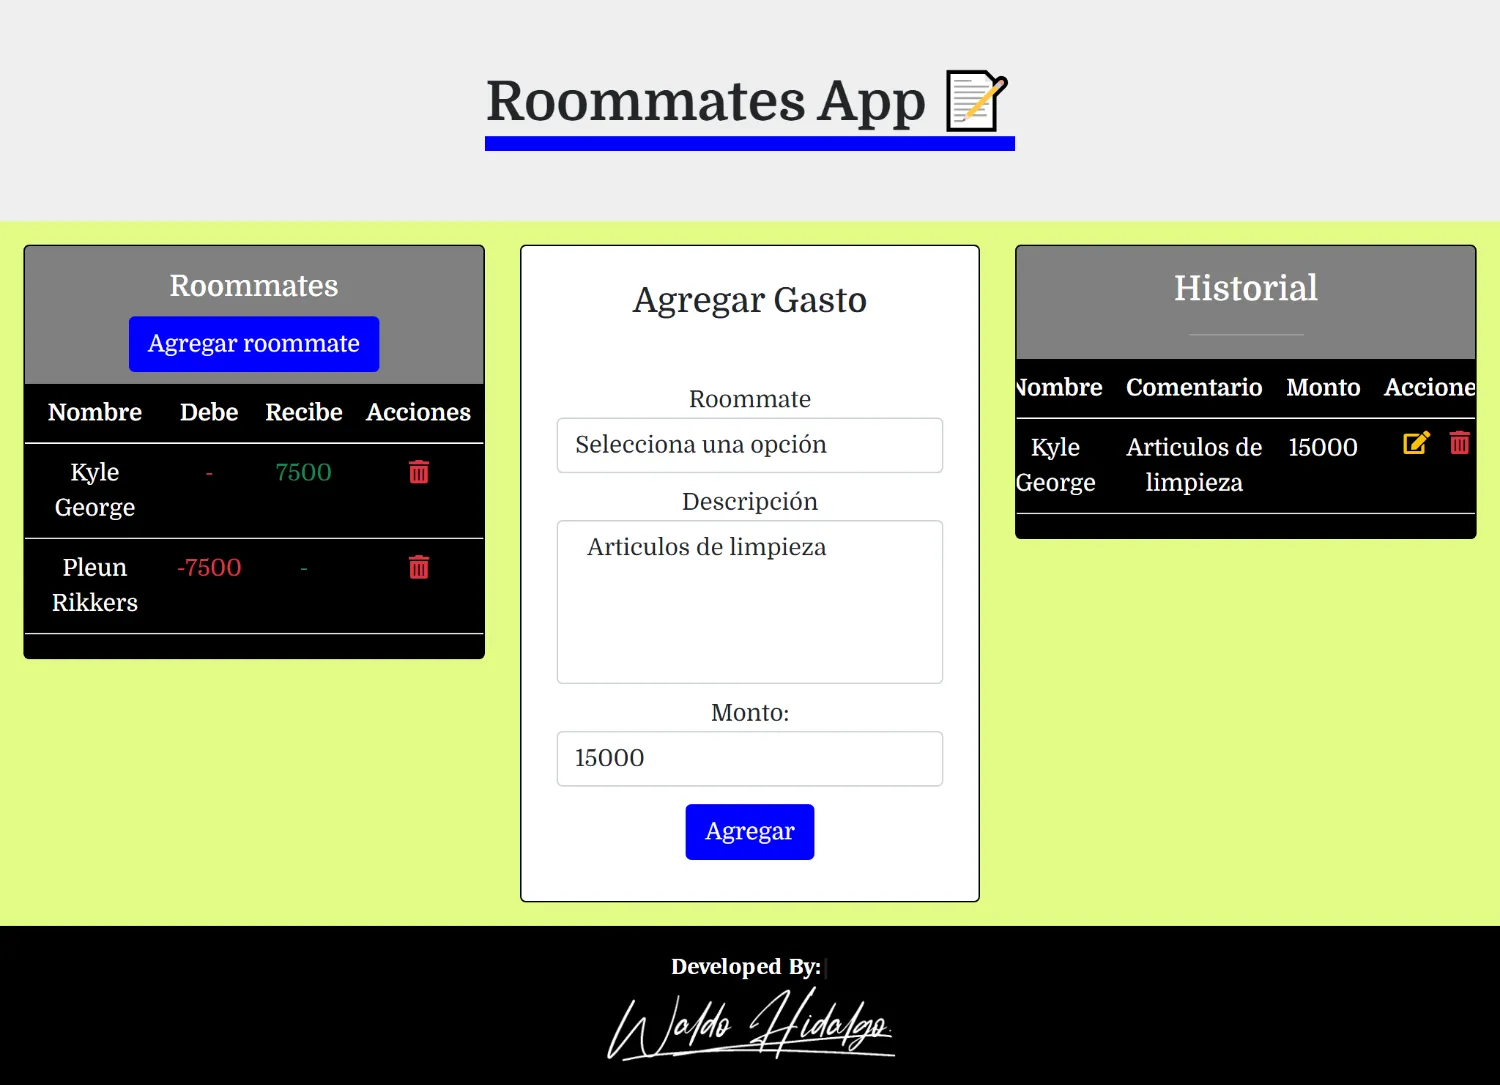 Roommates App
Roommates
Agregar roommate
Nombre Debe Recibe Acciones
Kyle George - 7500
Pleun Rikkers -7500 -
Agregar Gasto
Roommate
Selecciona una opción
Descripción
Articulos de limpieza
Monto:
15000
Agregar
Historial
Nombre Comentario Monto Accione
Kyle George Articulos de limpieza 15000
Developed By:
Waldo Hidalgo